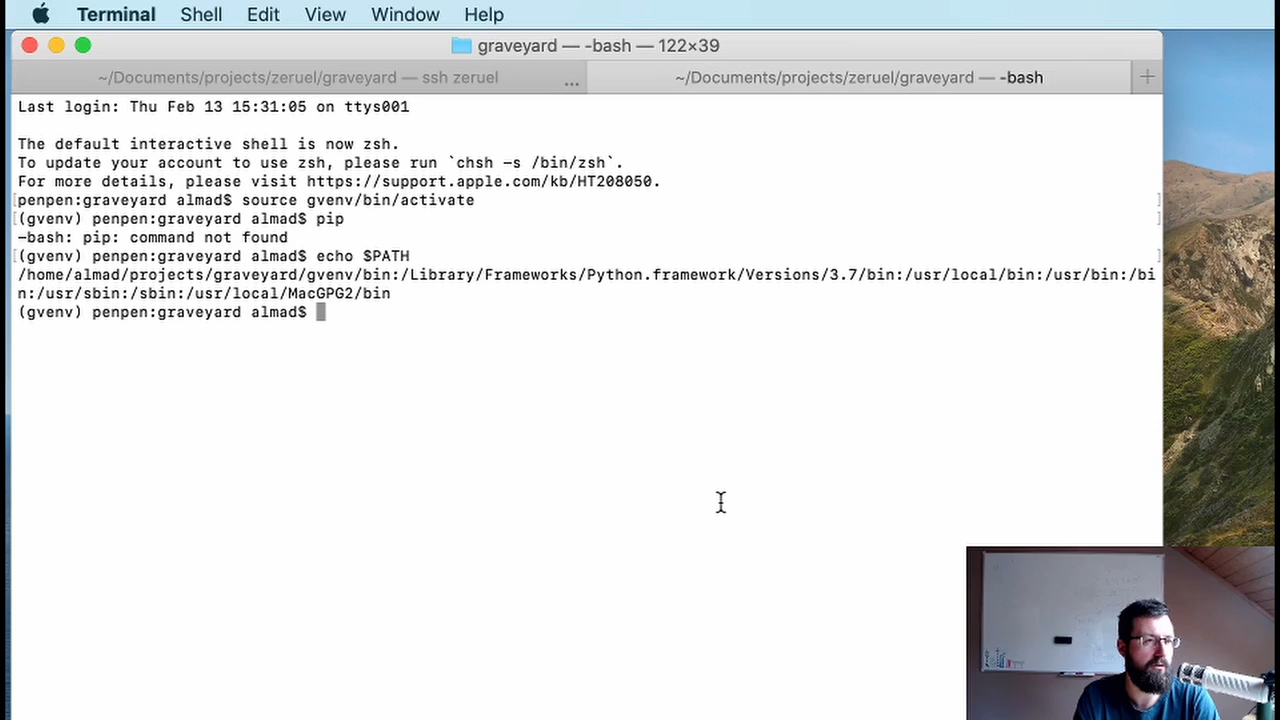 Terminal Shell Edit View Window Help
graveyard — -bash — 122×39
~/Documents/projects/zeruel/graveyard — ssh zeruel ... ~/Documents/projects/zeruel/graveyard — -bash +
Last login: Thu Feb 13 15:31:05 on ttys001
The default interactive shell is now zsh.
To update your account to use zsh, please run `chsh -s /bin/zsh`.
For more details, please visit https://support.apple.com/kb/HT208050.
[penpen:graveyard almad$ source gvenv/bin/activate ]
[(gvenv) penpen:graveyard almad$ pip ]
-bash: pip: command not found
[(gvenv) penpen:graveyard almad$ echo $PATH ]
/home/almad/projects/graveyard/gvenv/bin:/Library/Frameworks/Python.framework/Versions/3.7/bin:/usr/local/bin:/usr/bin:/bi
n:/usr/sbin:/sbin:/usr/local/MacGPG2/bin
(gvenv) penpen:graveyard almad$